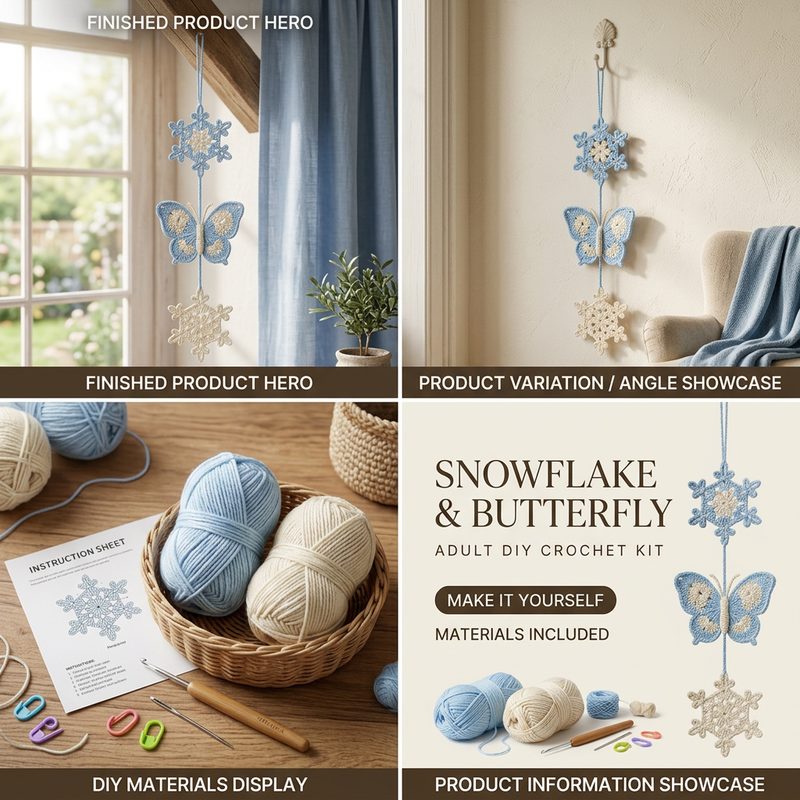 FINISHED PRODUCT HERO
FINISHED PRODUCT HERO
PRODUCT VARIATION / ANGLE SHOWCASE
INSTRUCTION SHEET
DIY MATERIALS DISPLAY
SNOWFLAKE
& BUTTERFLY
ADULT DIY CROCHET KIT
MAKE IT YOURSELF
MATERIALS INCLUDED
PRODUCT INFORMATION SHOWCASE